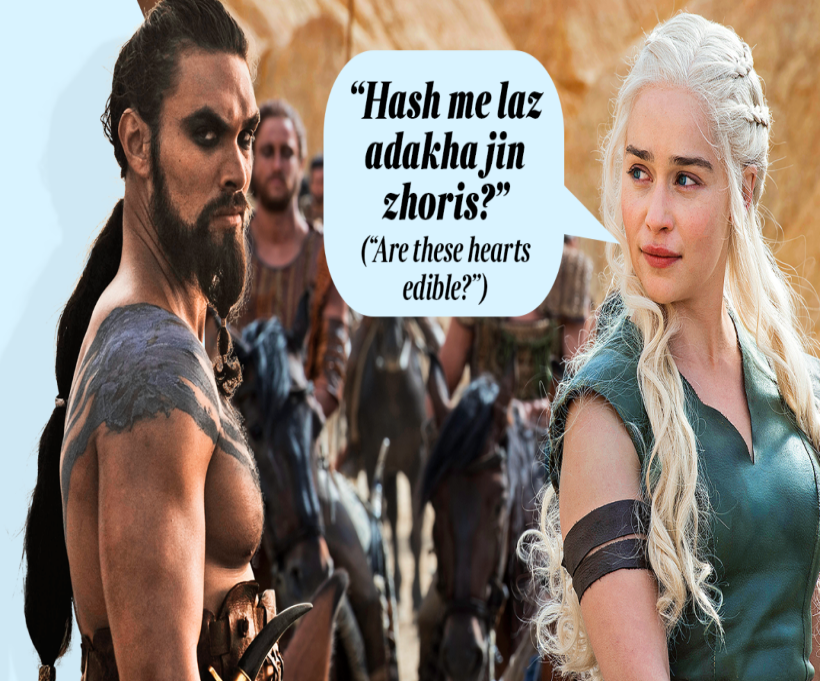 “Hash me laz
adakha jin
zhoris?”
(“Are these hearts
edible?”)